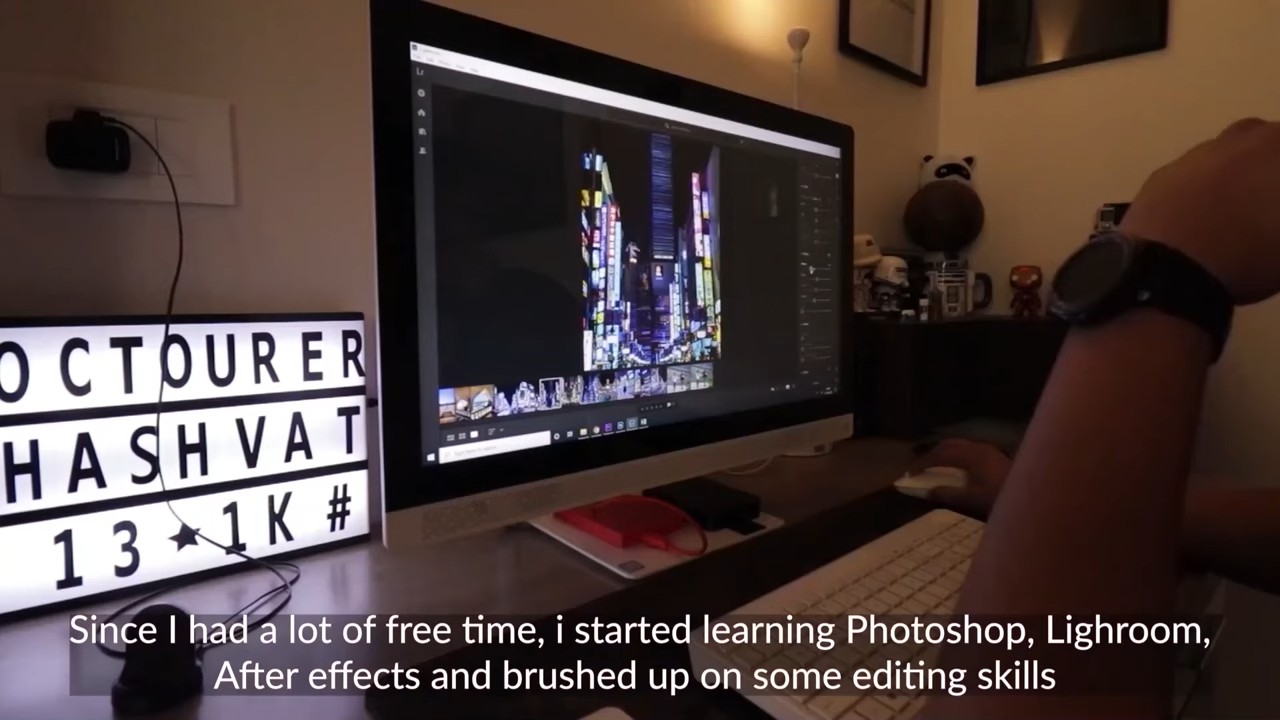 OCTOURER
HASHVAT
13★1K #
Lr
Since I had a lot of free time, i started learning Photoshop, Lighroom,
After effects and brushed up on some editing skills